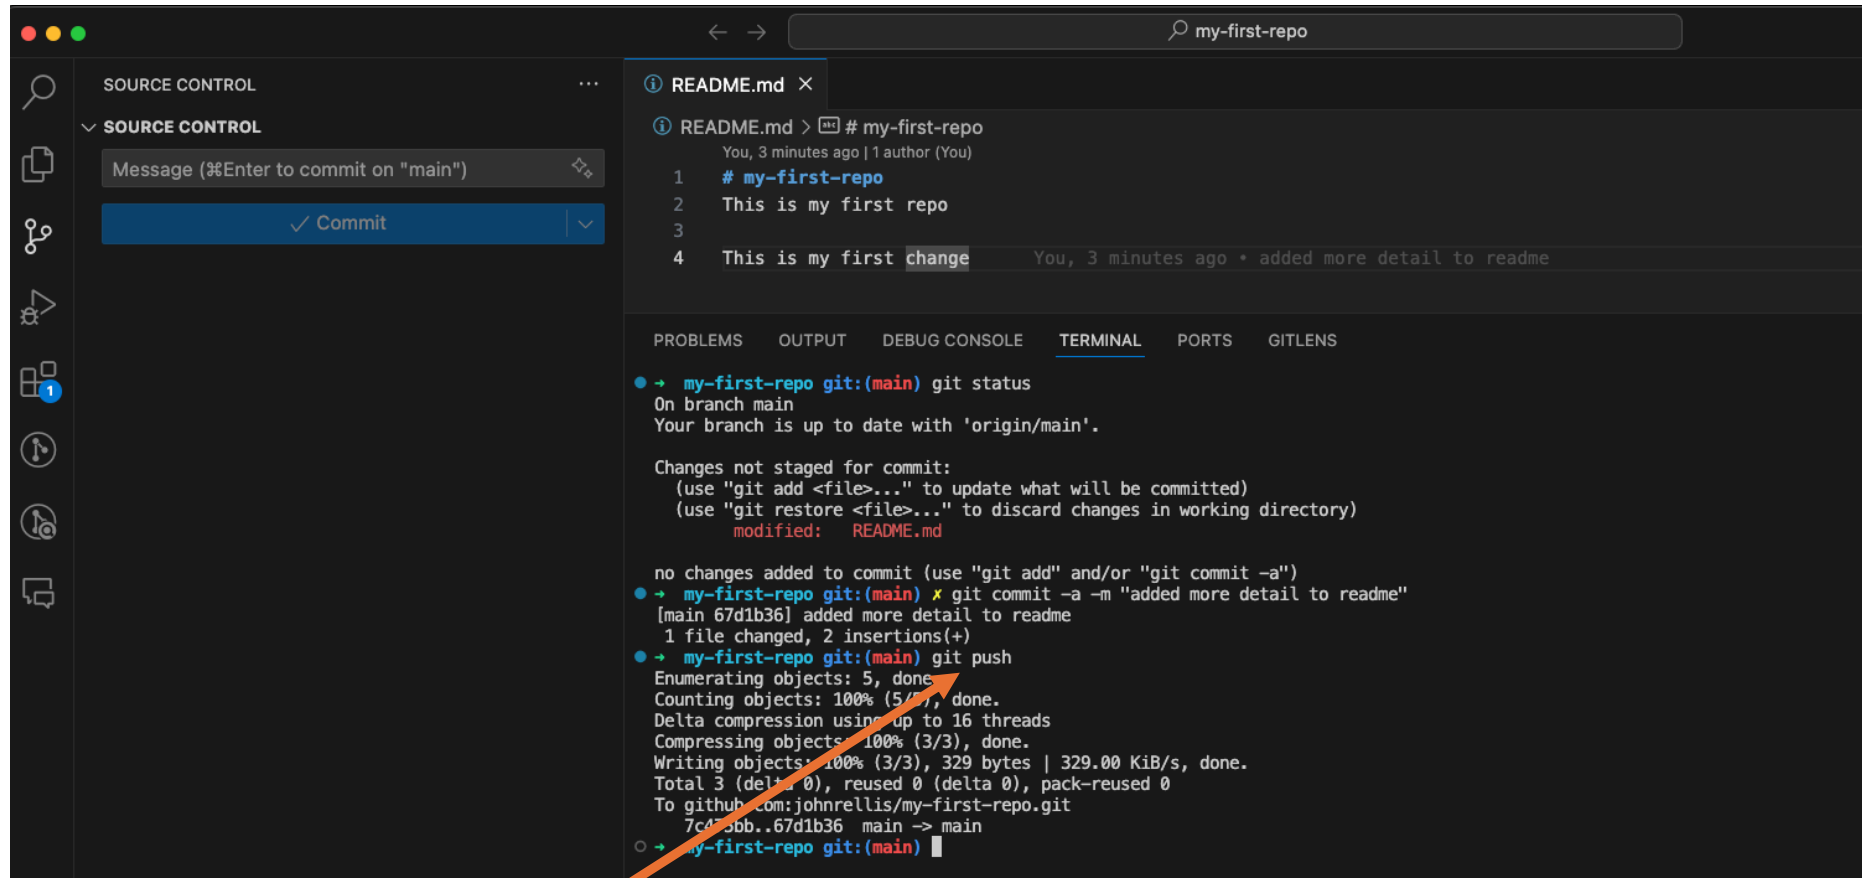 my-first-repo
SOURCE CONTROL
SOURCE CONTROL
Message (⌘Enter to commit on "main")
Commit
1
README.md
README.md > # my-first-repo
You, 3 minutes ago | 1 author (You)
1 # my-first-repo
2 This is my first repo
3
4 This is my first change You, 3 minutes ago • added more detail to readme
PROBLEMS OUTPUT DEBUG CONSOLE TERMINAL PORTS GITLENS
→ my-first-repo git:(main) git status
On branch main
Your branch is up to date with 'origin/main'.
Changes not staged for commit:
(use "git add <file>..." to update what will be committed)
(use "git restore <file>..." to discard changes in working directory)
modified: README.md
no changes added to commit (use "git add" and/or "git commit -a")
→ my-first-repo git:(main) ✗ git commit -a -m "added more detail to readme"
[main 67d1b36] added more detail to readme
1 file changed, 2 insertions(+)
→ my-first-repo git:(main) git push
Enumerating objects: 5, done
Counting objects: 100% (5/5), done.
Delta compression using up to 16 threads
Compressing objects: 100% (3/3), done.
Writing objects: 100% (3/3), 329 bytes | 329.00 KiB/s, done.
Total 3 (delta 0), reused 0 (delta 0), pack-reused 0
To github.com:johnrellis/my-first-repo.git
67d1b36 main -> main
→ my-first-repo git:(main)